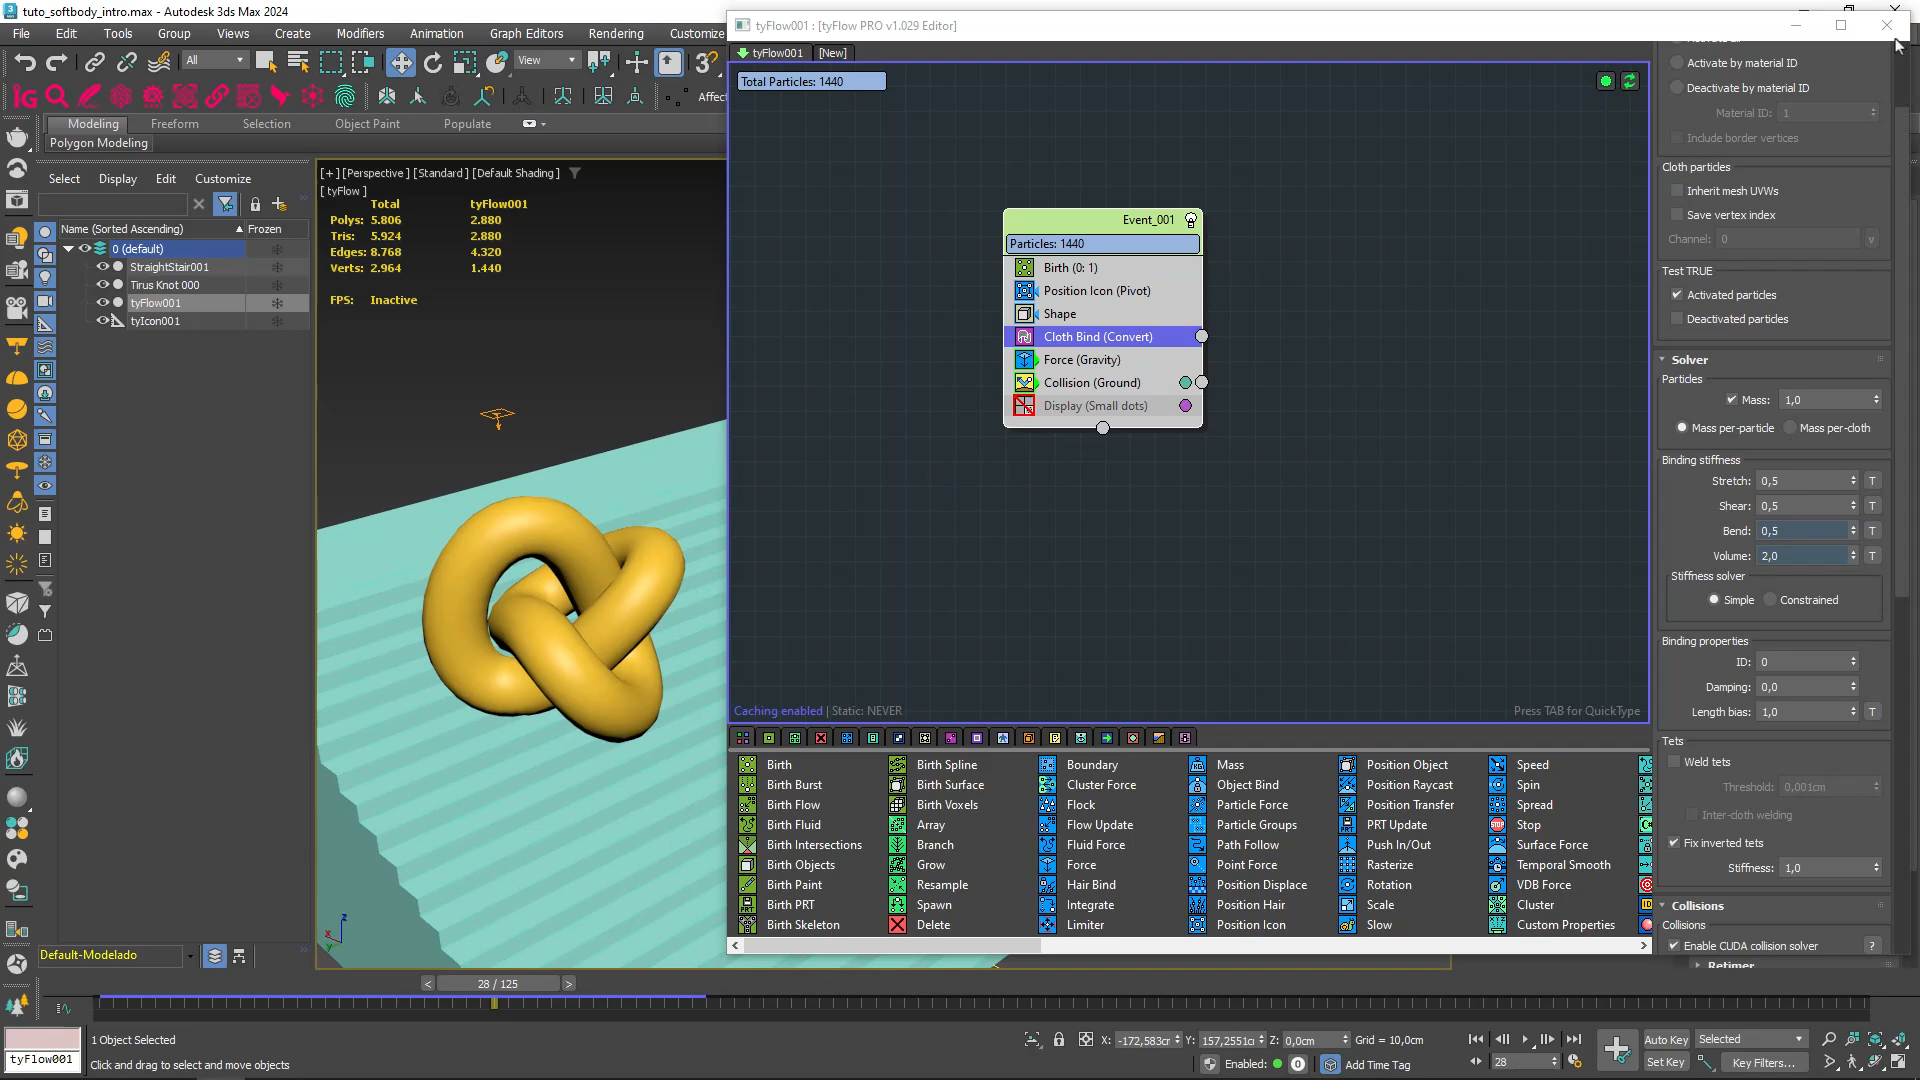 tuto_softbody_intro.max - Autodesk 3ds Max 2024
File Edit Tools Group Views Create Modifiers Animation Graph Editors Rendering Customize
All View Affect
Modeling Freeform Selection Object Paint Populate
Polygon Modeling
Select Display Edit Customize
Name (Sorted Ascending) Frozen
0 (default)
StraightStair001
Tirus Knot 000
tyFlow001
tyIcon001
Default-Modelado
[+] [Perspective ] [Standard ] [Default Shading ]
[ tyFlow ]
Total tyFlow001
Polys: 5.806 2.880
Tris: 5.924 2.880
Edges: 8.768 4.320
Verts: 2.964 1.440
FPS: Inactive
tyFlow001 : [tyFlow PRO v1.029 Editor]
tyFlow001 [New]
Total Particles: 1440
Event_001
Particles: 1440
Birth (0: 1)
Position Icon (Pivot)
Shape
Cloth Bind (Convert)
Force (Gravity)
Collision (Ground)
Display (Small dots)
Caching enabled | Static: NEVER
Press TAB for QuickType
Birth Birth Spline Boundary Mass Position Object Speed
Birth Burst Birth Surface Cluster Force Object Bind Position Raycast Spin
Birth Flow Birth Voxels Flock Particle Force Position Transfer Spread
Birth Fluid Array Flow Update Particle Groups PRT Update Stop
Birth Intersections Branch Fluid Force Path Follow Push In/Out Surface Force
Birth Objects Grow Force Point Force Rasterize Temporal Smooth
Birth Paint Resample Hair Bind Position Displace Rotation VDB Force
Birth PRT Spawn Integrate Position Hair Scale Cluster
Birth Skeleton Delete Limiter Position Icon Slow Custom Properties
Activate by material ID
Deactivate by material ID
Material ID: 1
Include border vertices
Cloth particles
Inherit mesh UVWs
Save vertex index
Channel: 0 v
Test TRUE
Activated particles
Deactivated particles
Solver
Particles
Mass: 1,0
Mass per-particle Mass per-cloth
Binding stiffness
Stretch: 0,5 T
Shear: 0,5 T
Bend: 0,5 T
Volume: 2,0 T
Stiffness solver
Simple Constrained
Binding properties
ID: 0
Damping: 0,0
Length bias: 1,0 T
Tets
Weld tets
Threshold: 0,001cm
Inter-cloth welding
Fix inverted tets
Stiffness: 1,0
Collisions
Collisions
Enable CUDA collision solver ?
Retimer
< 28 / 125 >
tyFlow001
1 Object Selected
Click and drag to select and move objects
X: -172,583cr Y: 157,2551c Z: 0,0cm Grid = 10,0cm
Enabled: 0 Add Time Tag
28
Auto Key Selected
Set Key Key Filters...